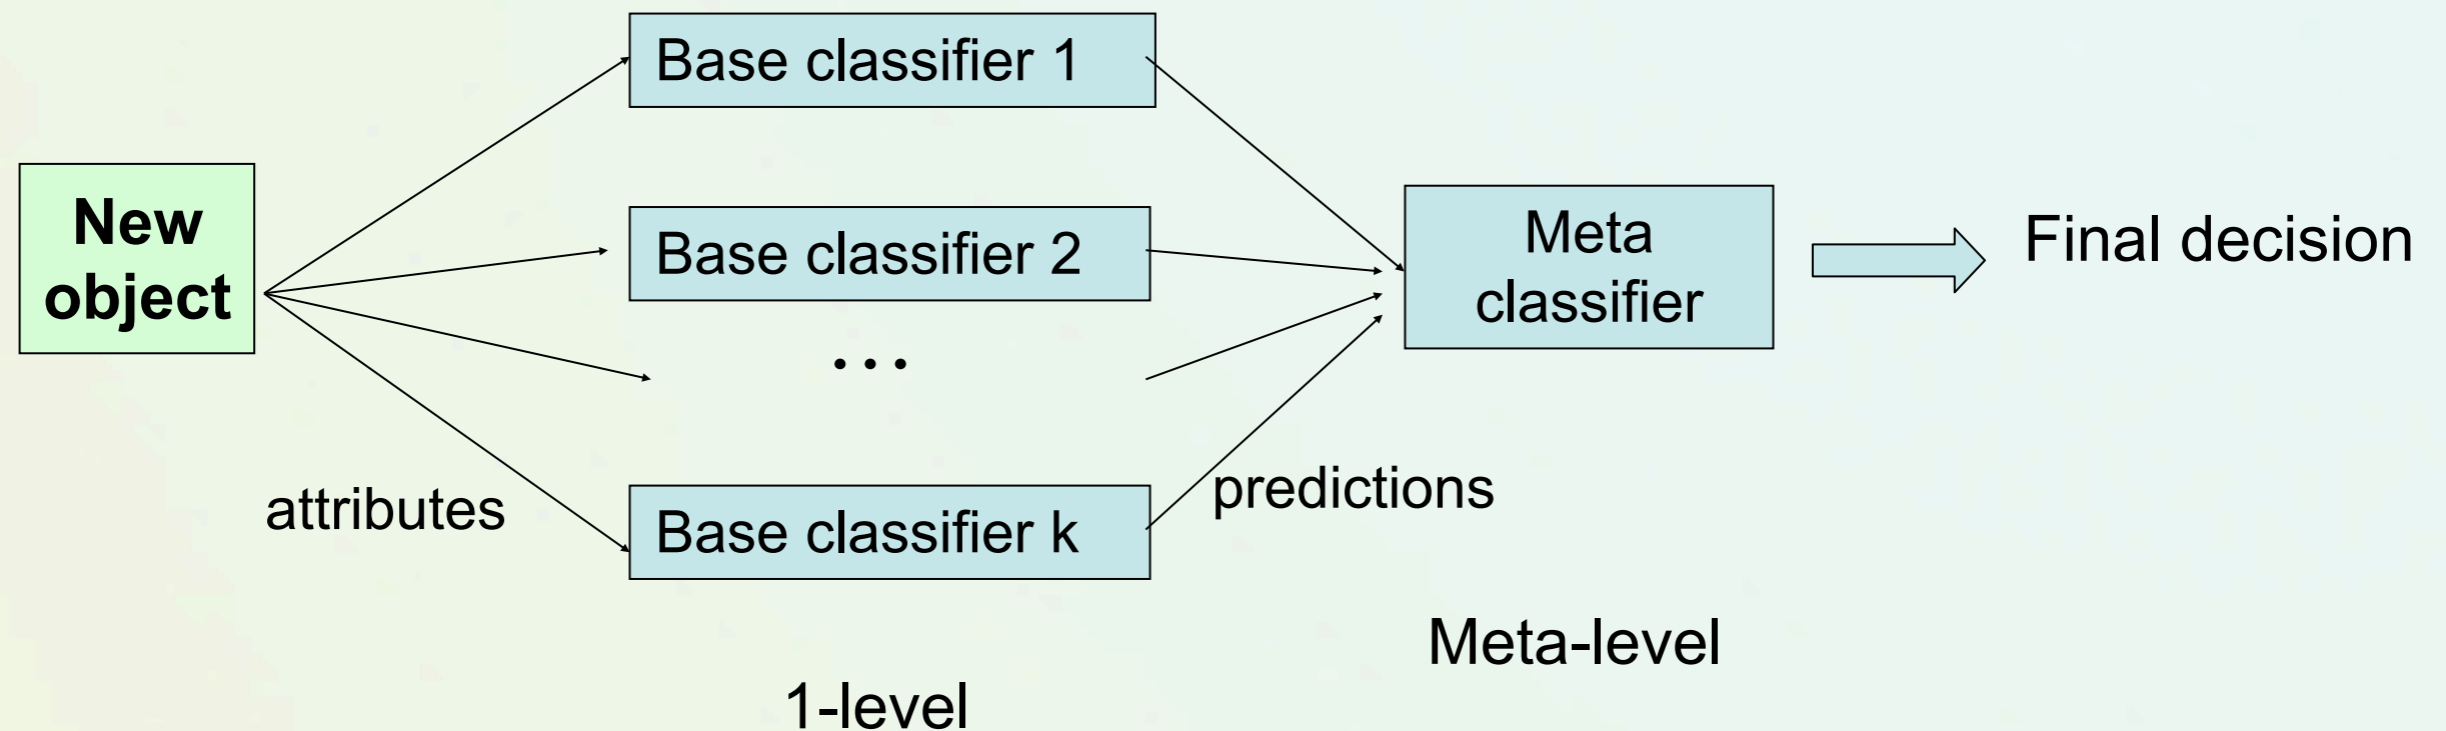 New
object
attributes
Base classifier 1
Base classifier 2
...
Base classifier k
1-level
predictions
Meta
classifier
Meta-level
Final decision